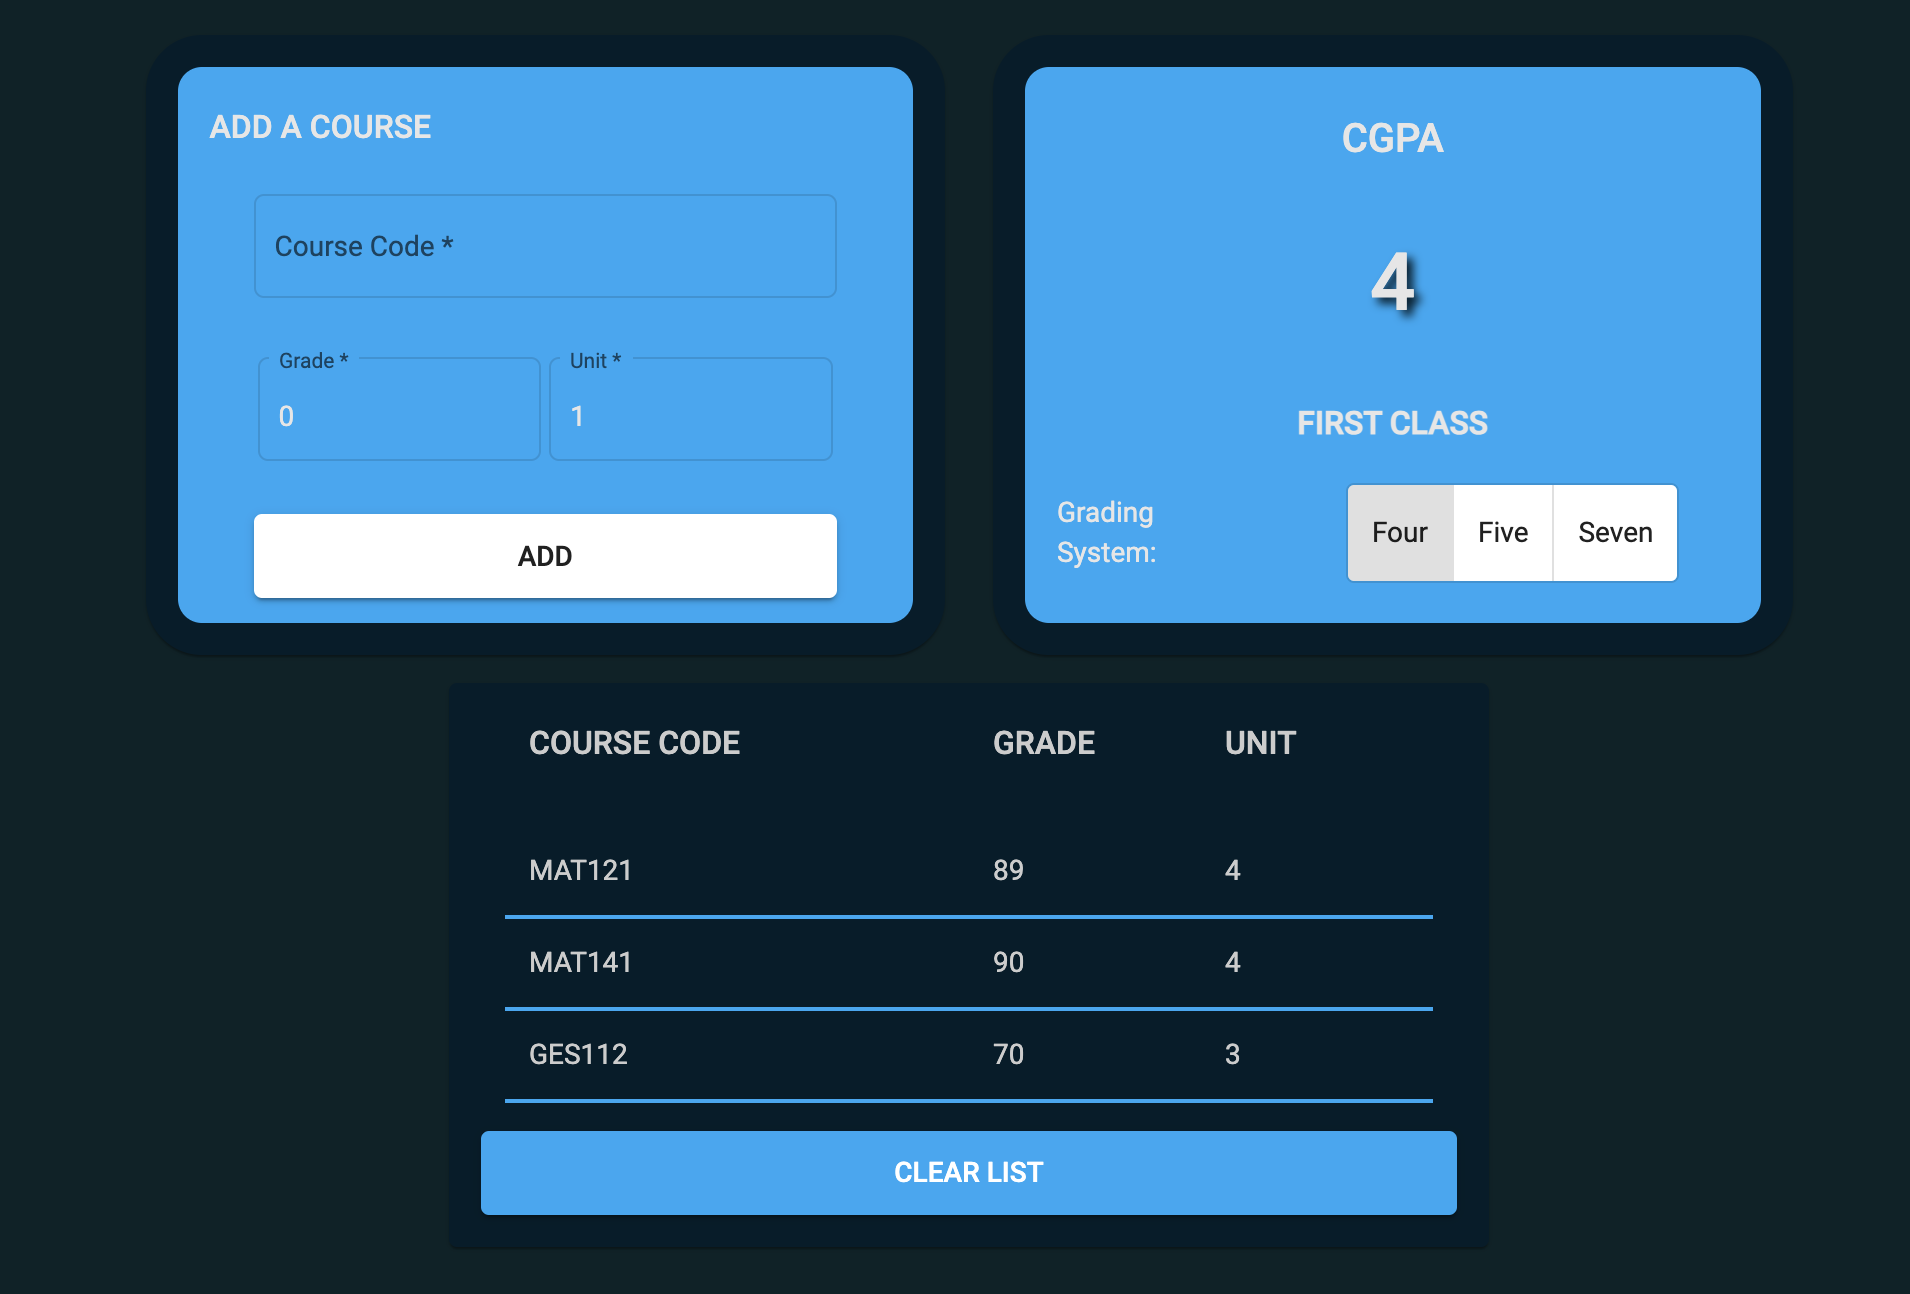 ADD A COURSE
Course Code *
Grade *
Unit *
0
1
ADD
CGPA
4
FIRST CLASS
Grading
System:
Four
Five
Seven
COURSE CODE GRADE UNIT
MAT121 89 4
MAT141 90 4
GES112 70 3
CLEAR LIST